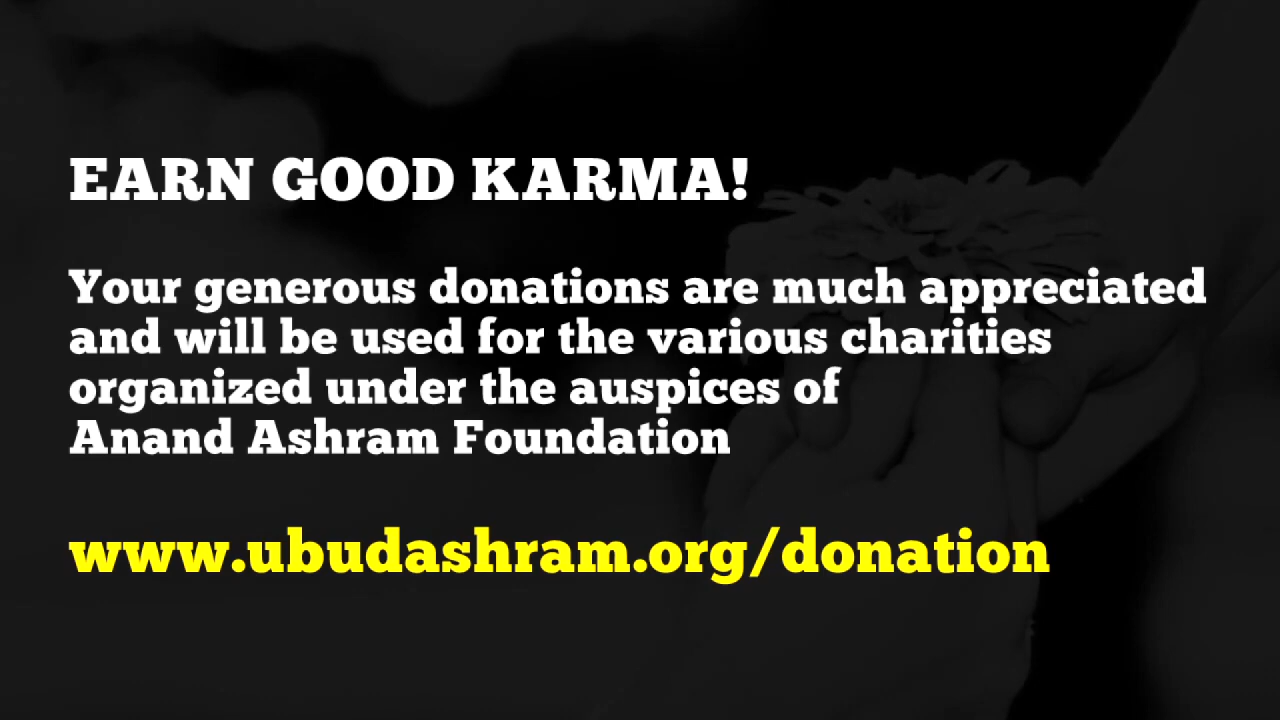 EARN GOOD KARMA!
Your generous donations are much appreciated
and will be used for the various charities
organized under the auspices of
Anand Ashram Foundation
www.ubudashram.org/donation